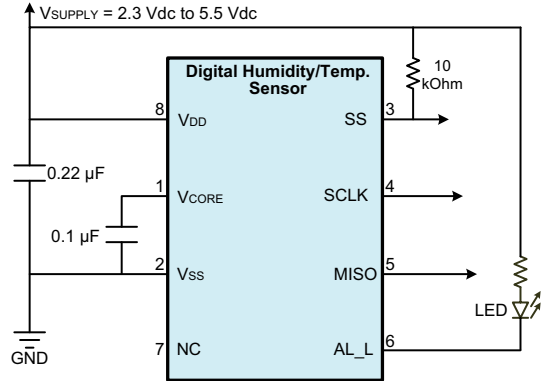 VSUPPLY = 2.3 Vdc to 5.5 Vdc
Digital Humidity/Temp.
Sensor
10
kOhm
8
VDD
SS
3
0.22 µF
1
VCORE
SCLK
4
0.1 µF
2
VSS
MISO
5
LED
GND
7
NC
AL_L
6